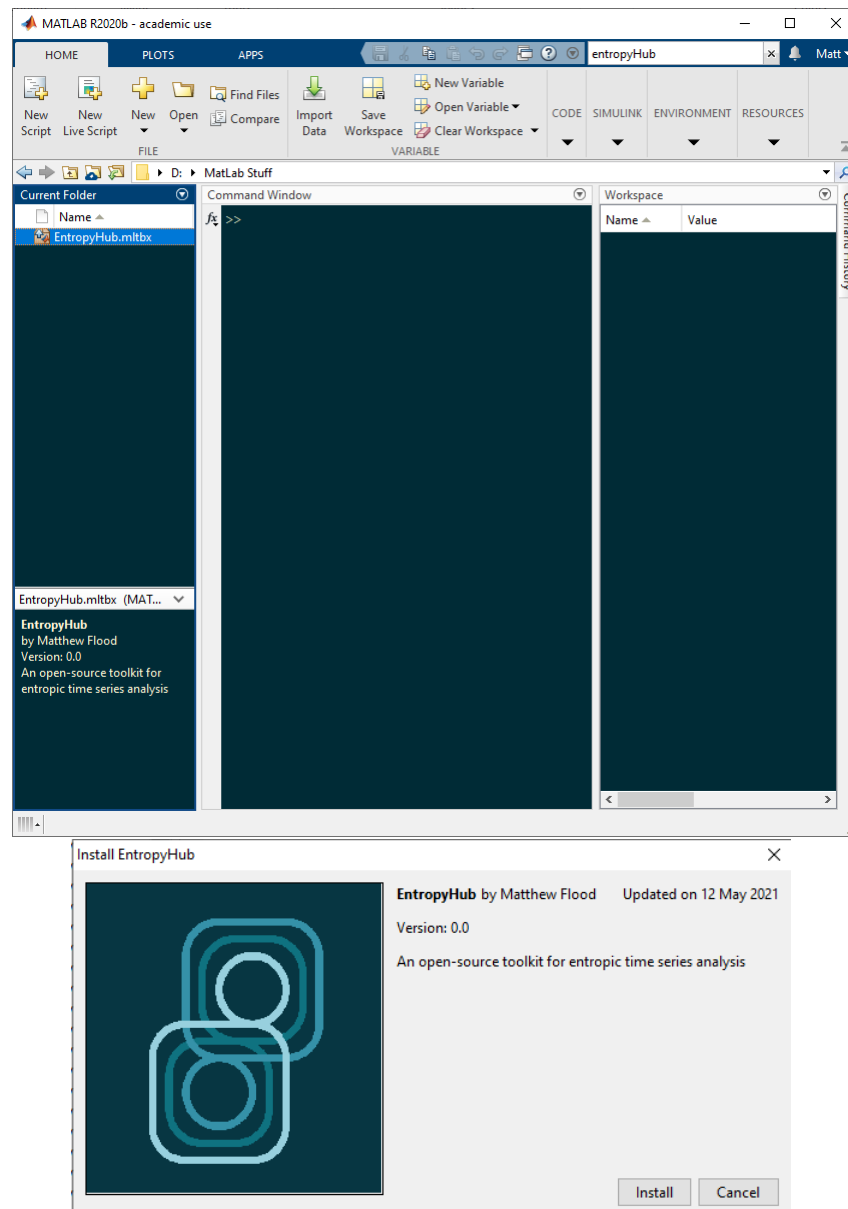 MATLAB R2020b - academic use
HOME PLOTS APPS entropyHub Matt
New Script
New Live Script
New
Open
Find Files
Compare
Import Data
Save Workspace
New Variable
Open Variable
Clear Workspace
CODE SIMULINK ENVIRONMENT RESOURCES
FILE VARIABLE
D: MatLab Stuff
Current Folder
Name
EntropyHub.mltbx
Command Window
fx >>
Workspace
Name Value
Command History
EntropyHub.mltbx (MAT...
EntropyHub
by Matthew Flood
Version: 0.0
An open-source toolkit for
entropic time series analysis
Install EntropyHub
EntropyHub by Matthew Flood Updated on 12 May 2021
Version: 0.0
An open-source toolkit for entropic time series analysis
Install Cancel